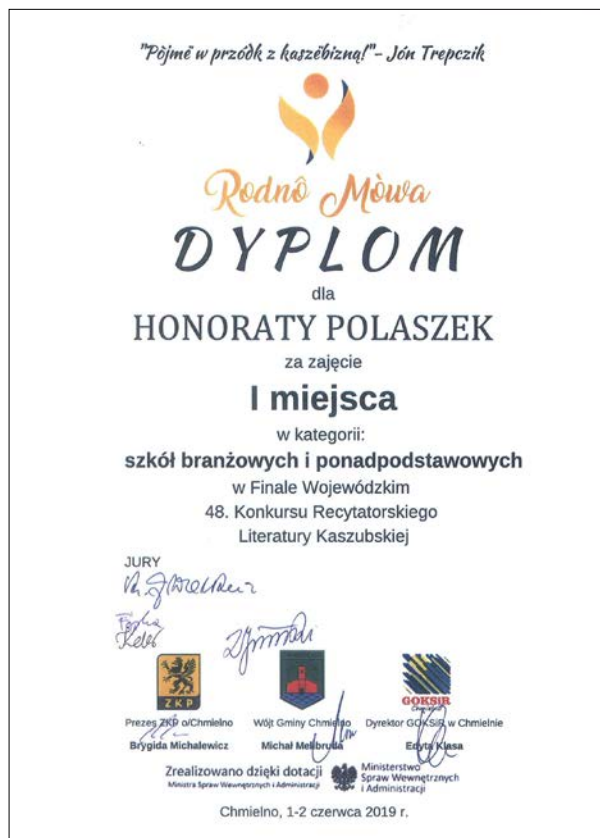 "Pòjmë w przódk z kaszëbizną!" - Jón Trepczik
Rodnô Mòwa
DYPLOM
dla
HONORATY POLASZEK
za zajęcie
I miejsca
w kategorii:
szkół branżowych i ponadpodstawowych
w Finale Wojewódzkim
48. Konkursu Recytatorskiego
Literatury Kaszubskiej
JURY
ZKP
GOKSiR
Chmielno
Prezes ZKP o/Chmielno Wójt Gminy Chmielno Dyrektor GOKSiR w Chmielnie
Brygida Michalewicz Michał Melibruda Edyta Klasa
Zrealizowano dzięki dotacji
Ministra Spraw Wewnętrznych i Administracji
Ministerstwo
Spraw Wewnętrznych
i Administracji
Chmielno, 1-2 czerwca 2019 r.